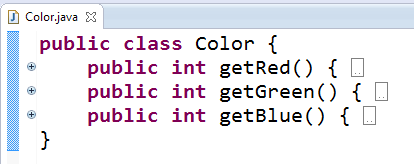 Color.java
public class Color {
public int getRed() {
public int getGreen() {
public int getBlue() {
}